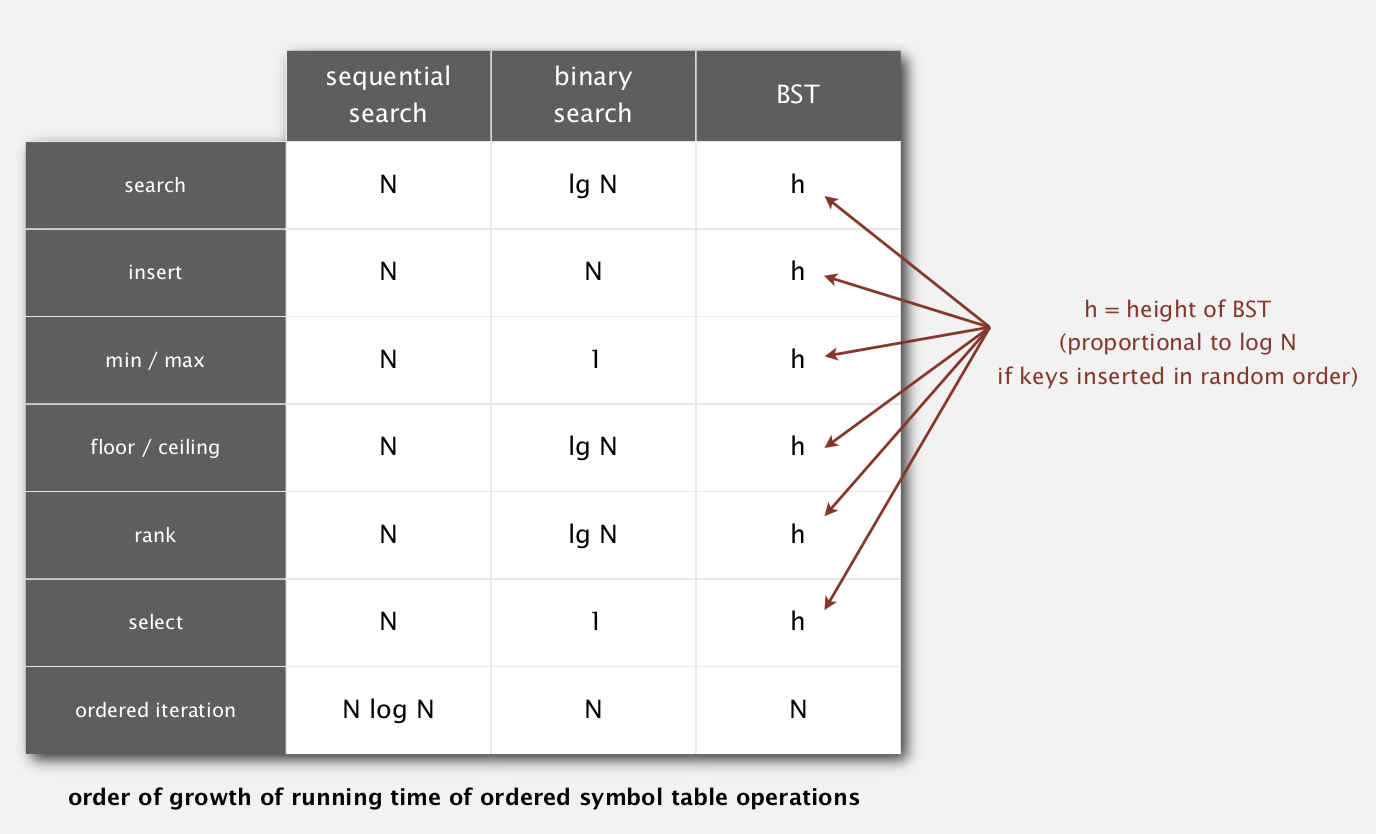 sequential
search
binary
search
BST
search
N
lg N
h
insert
N
N
h
min / max
N
1
h
floor / ceiling
N
lg N
h
rank
N
lg N
h
select
N
1
h
ordered iteration
N log N
N
N
h = height of BST
(proportional to log N
if keys inserted in random order)
order of growth of running time of ordered symbol table operations